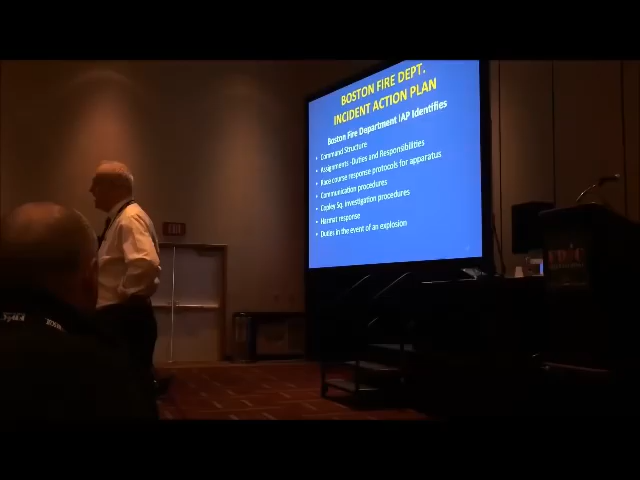 BOSTON FIRE DEPT.
INCIDENT ACTION PLAN
Boston Fire Department IAP Identifies
• Command Structure
• Assignments -Duties and Responsibilities
• Race course response protocols for apparatus
• Communication procedures
• Copley Sq. investigation procedures
• Hazmat response
• Duties in the event of an explosion
EXIT